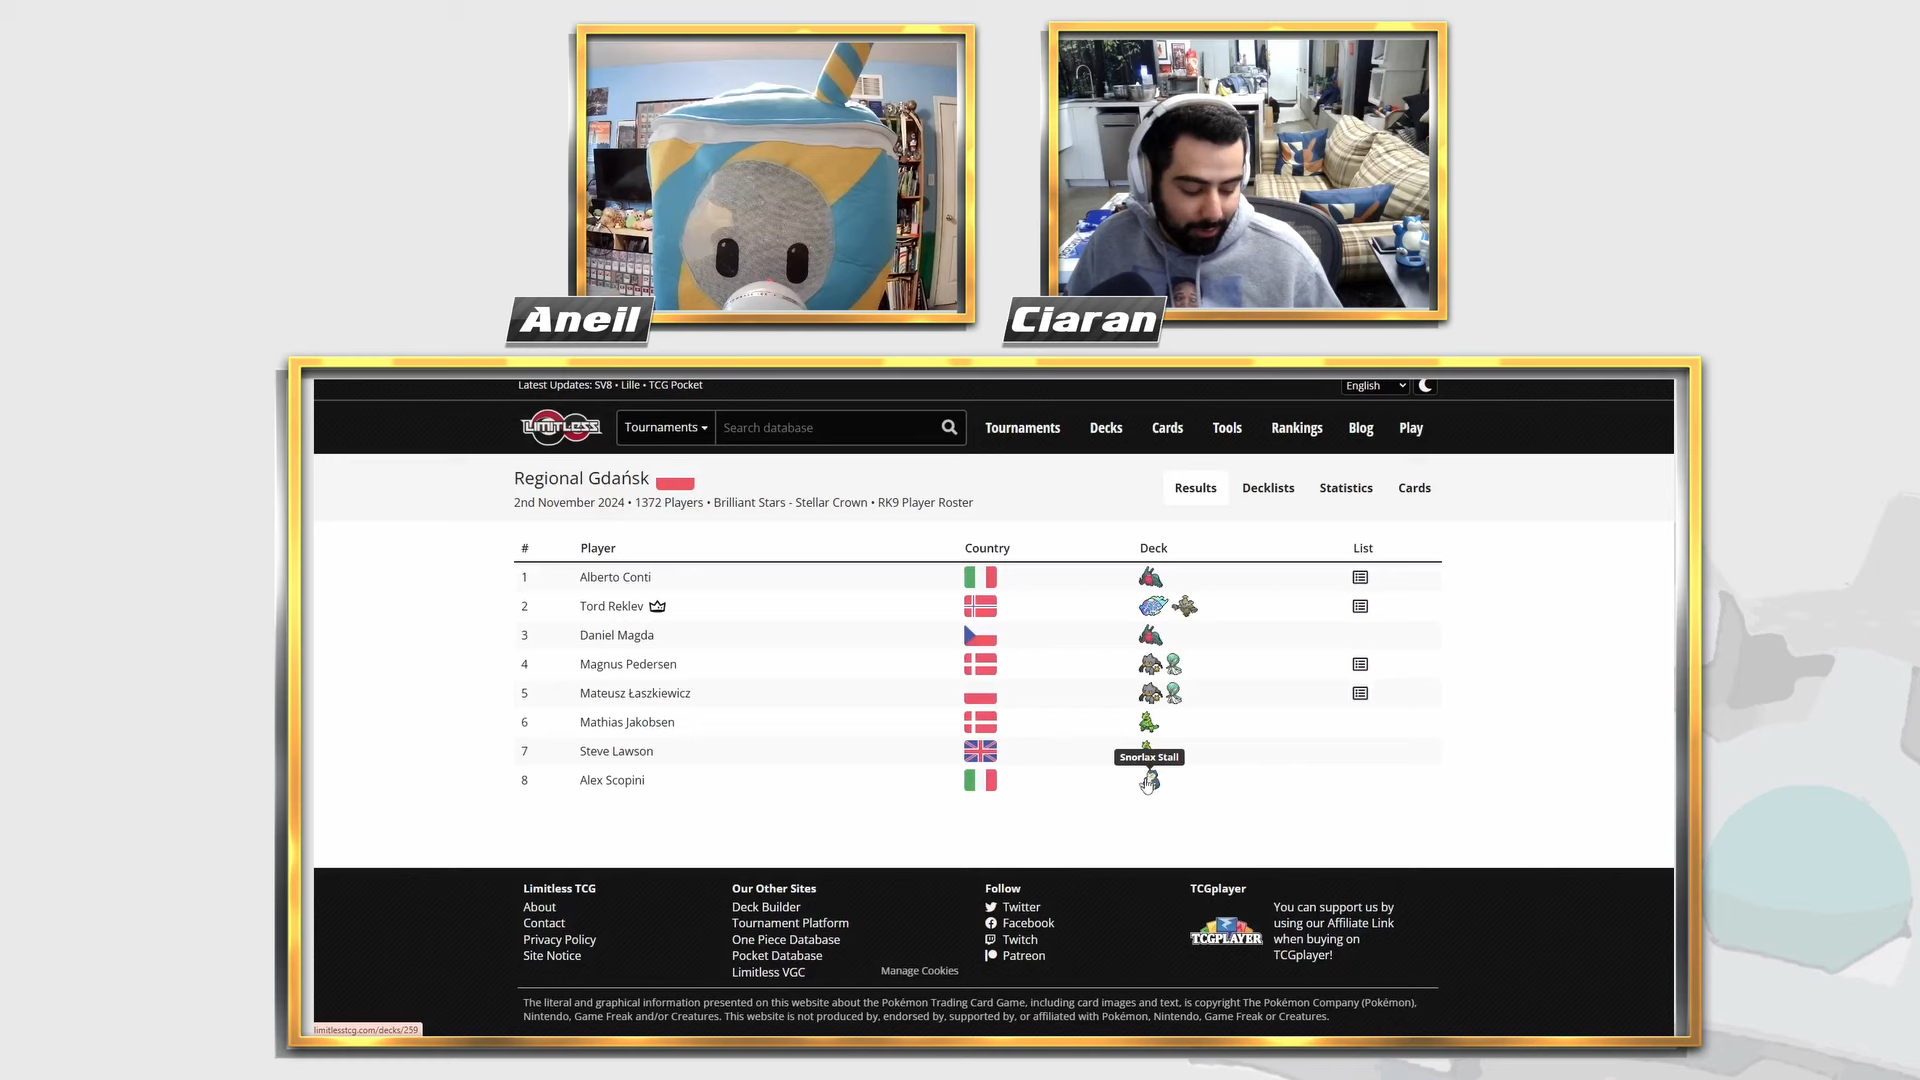 Aneil
Ciaran
Latest Updates: SV8 • Lille • TCG Pocket
English
LIMITLESS
Tournaments
Search database
Tournaments
Decks
Cards
Tools
Rankings
Blog
Play
Regional Gdańsk
2nd November 2024 • 1372 Players • Brilliant Stars - Stellar Crown • RK9 Player Roster
Results
Decklists
Statistics
Cards
# Player Country Deck List
1 Alberto Conti
2 Tord Reklev
3 Daniel Magda
4 Magnus Pedersen
5 Mateusz Łaszkiewicz
6 Mathias Jakobsen
7 Steve Lawson
Snorlax Stall
8 Alex Scopini
Limitless TCG
About
Contact
Privacy Policy
Site Notice
Our Other Sites
Deck Builder
Tournament Platform
One Piece Database
Pocket Database
Limitless VGC
Manage Cookies
Follow
Twitter
Facebook
Twitch
Patreon
TCGplayer
TCGPLAYER
You can support us by
using our Affiliate Link
when buying on
TCGplayer!
The literal and graphical information presented on this website about the Pokémon Trading Card Game, including card images and text, is copyright The Pokémon Company (Pokémon),
Nintendo, Game Freak and/or Creatures. This website is not produced by, endorsed by, supported by, or affiliated with Pokémon, Nintendo, Game Freak or Creatures.
limitlesstcg.com/decks/259